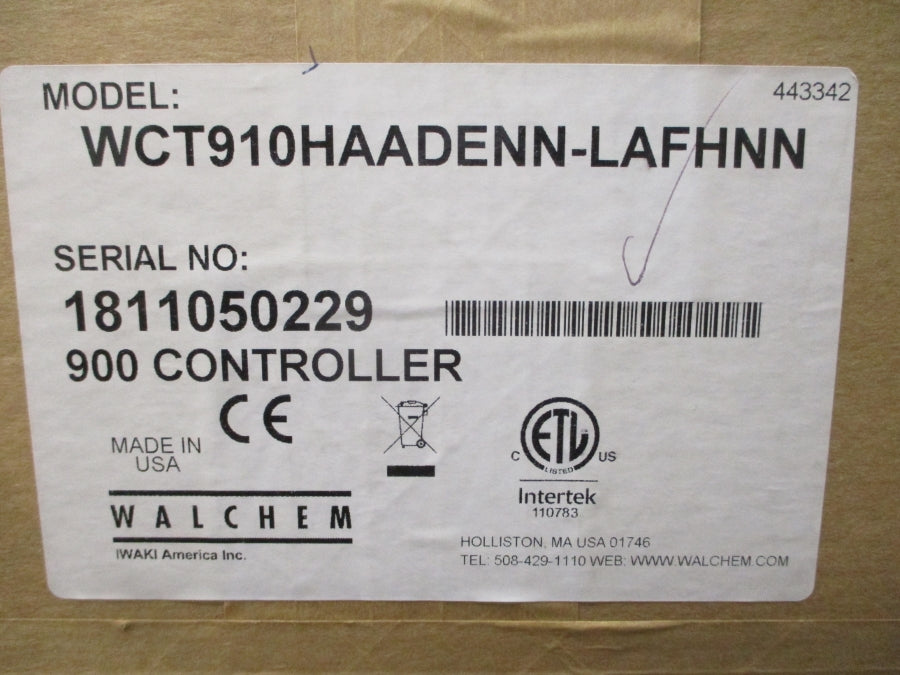 443342
MODEL:
WCT910HAADENN-LAFHNN
SERIAL NO:
1811050229
900 CONTROLLER
CE
MADE IN
USA
C ETL US
LISTED
Intertek
110783
WALCHEM
IWAKI America Inc.
HOLLISTON, MA USA 01746
TEL: 508-429-1110 WEB: WWW.WALCHEM.COM